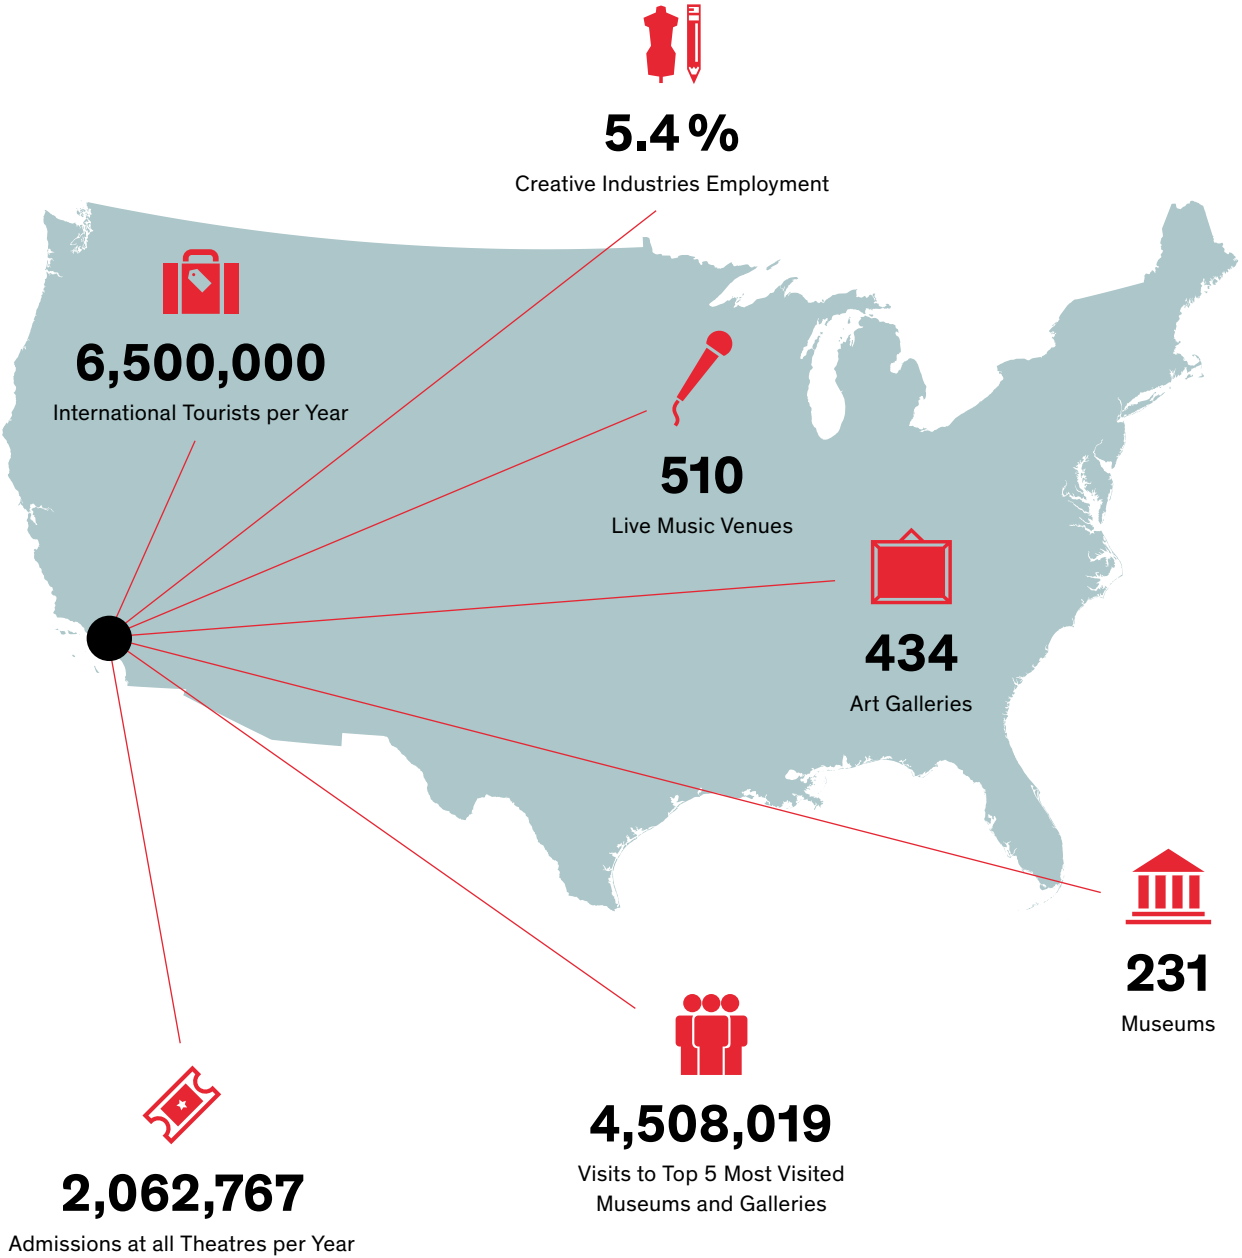 5.4 %
Creative Industries Employment
6,500,000
International Tourists per Year
510
Live Music Venues
434
Art Galleries
231
Museums
4,508,019
Visits to Top 5 Most Visited
Museums and Galleries
2,062,767
Admissions at all Theatres per Year